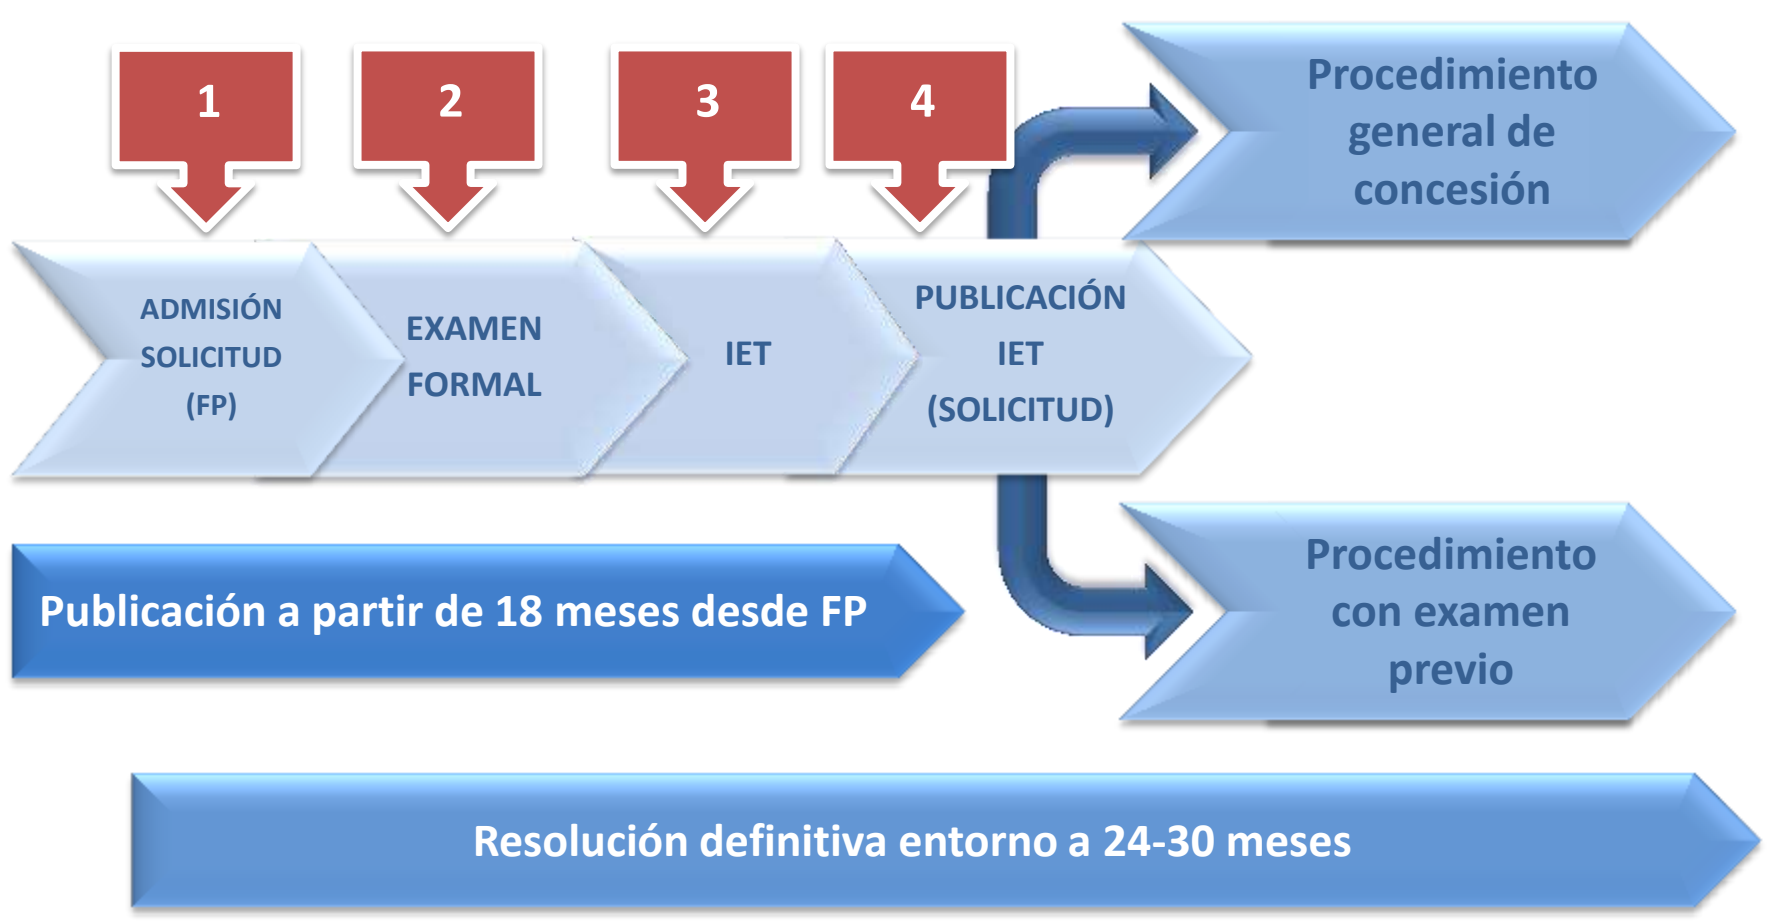 1
2
3
4
ADMISIÓN
SOLICITUD
(FP)
EXAMEN
FORMAL
IET
PUBLICACIÓN
IET
(SOLICITUD)
Procedimiento
general de
concesión
Procedimiento
con examen
previo
Publicación a partir de 18 meses desde FP
Resolución definitiva entorno a 24-30 meses